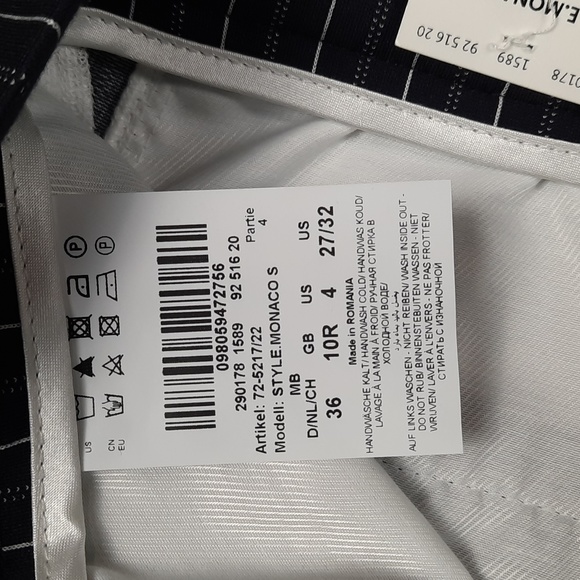 E.MON
92 516 20
1589
0178
US
CN
EU
098059472756
290178 1589 92 516 20
Artikel: 72-5217/22
Partie
4
Modell: STYLE.MONACO S
MB
D/NL/CH GB US US
36 10R 4 27/32
Made in ROMANIA
HANDWÄSCHE KALT/ HANDWASH COLD/ HANDWAS KOUD/
LAVAGE À LA MAIN À FROID/ РУЧНАЯ СТИРКА В
ХОЛОДНОЙ ВОДЕ/
AUF LINKS WASCHEN - NICHT REIBEN/ WASH INSIDE OUT -
DO NOT RUB/ BINNENSTEBUITEN WASSEN - NIET
WRIJVEN/ LAVER À L'ENVERS - NE PAS FROTTER/
СТИРАТЬ С ИЗНАНОЧНОЙ